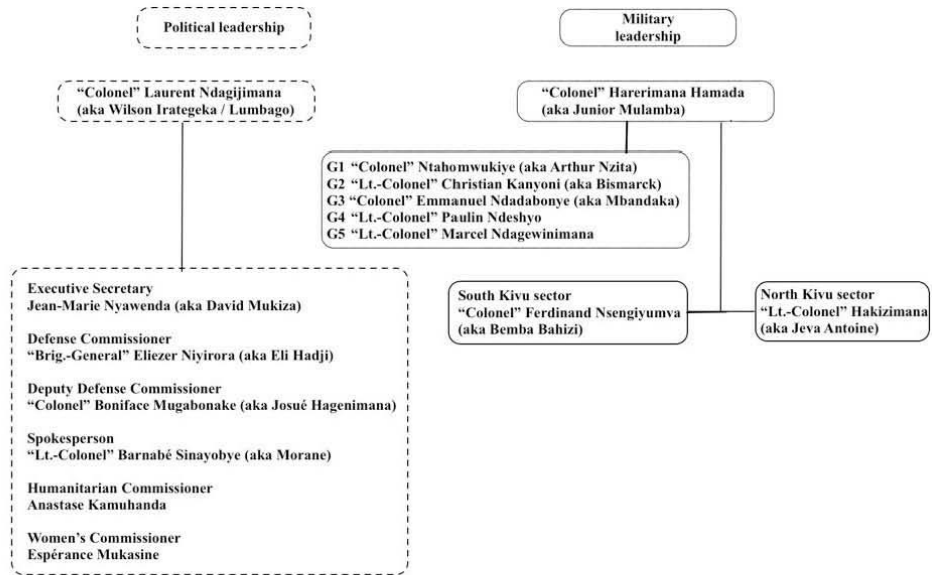 Political leadership
Military
leadership
“Colonel” Laurent Ndagijimana
(aka Wilson Irategeka / Lumbago)
“Colonel” Harerimana Hamada
(aka Junior Mulamba)
G1 “Colonel” Ntahomwukiye (aka Arthur Nzita)
G2 “Lt.-Colonel” Christian Kanyoni (aka Bismarck)
G3 “Colonel” Emmanuel Ndadabonye (aka Mbandaka)
G4 “Lt.-Colonel” Paulin Ndeshyo
G5 “Lt.-Colonel” Marcel Ndagewinimana
Executive Secretary
Jean-Marie Nyawenda (aka David Mukiza)
Defense Commissioner
“Brig.-General” Eliezer Niyirora (aka Eli Hadji)
Deputy Defense Commissioner
“Colonel” Boniface Mugabonake (aka Josué Hagenimana)
Spokesperson
“Lt.-Colonel” Barnabé Sinayobye (aka Morane)
Humanitarian Commissioner
Anastase Kamuhanda
Women’s Commissioner
Espérance Mukasine
South Kivu sector
“Colonel” Ferdinand Nsengiyumva
(aka Bemba Bahizi)
North Kivu sector
“Lt.-Colonel” Hakizimana
(aka Jeva Antoine)